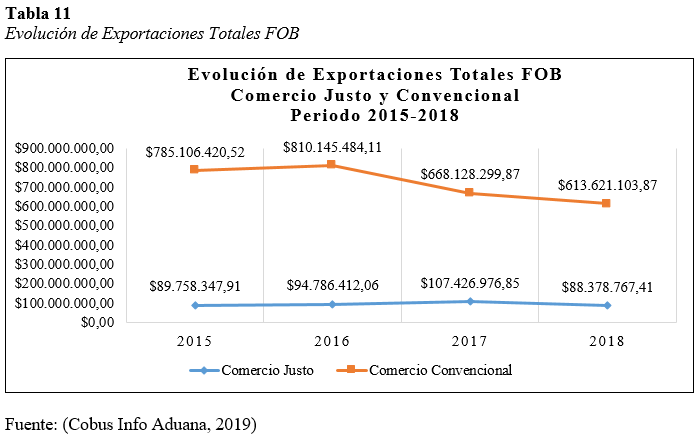 Tabla 11
Evolución de Exportaciones Totales FOB
Evolución de Exportaciones Totales FOB
Comercio Justo y Convencional
Periodo 2015-2018
$900.000.000,00
$800.000.000,00
$700.000.000,00
$600.000.000,00
$500.000.000,00
$400.000.000,00
$300.000.000,00
$200.000.000,00
$100.000.000,00
$0,00
$785.106.420,52
$810.145.484,11
$668.128.299,87
$613.621.103,87
$89.758.347,91
$94.786.412,06
$107.426.976,85
$88.378.767,41
2015 2016 2017 2018
Comercio Justo Comercio Convencional
Fuente: (Cobus Info Aduana, 2019)